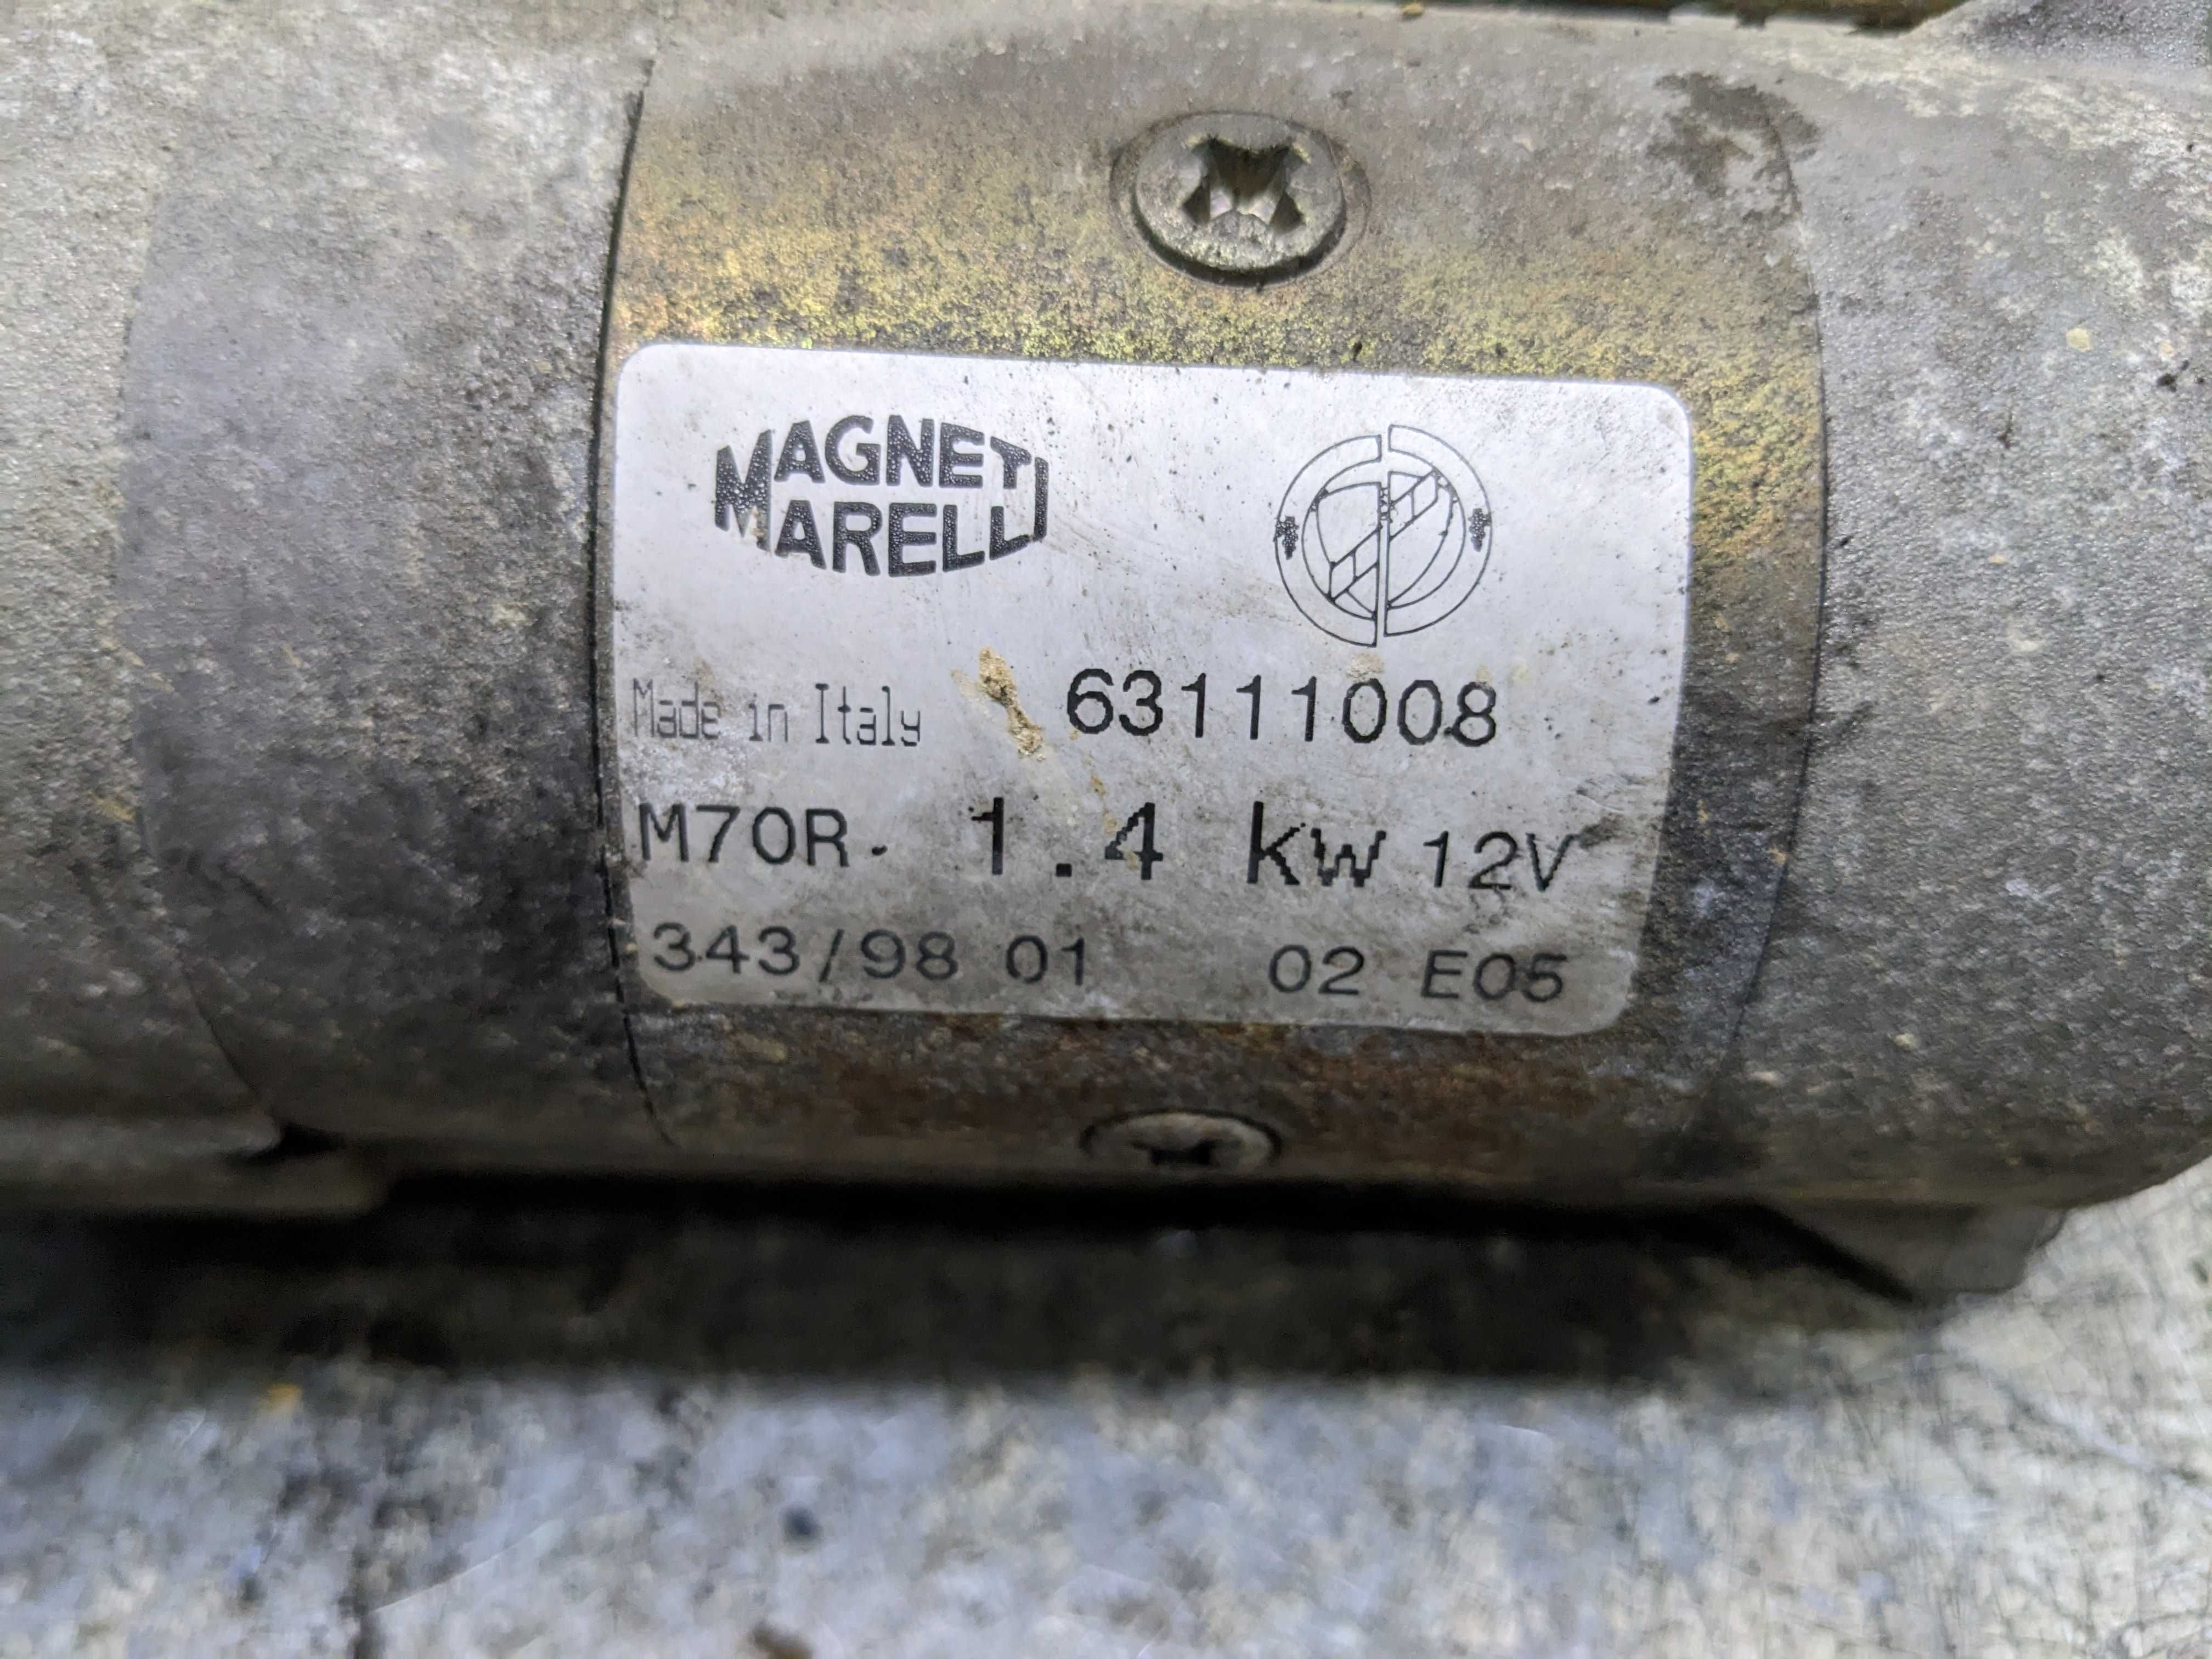 MAGNETI
MARELLI
Made in Italy 63111008
M70R 1.4 kw 12V
343/98 01 02 E05